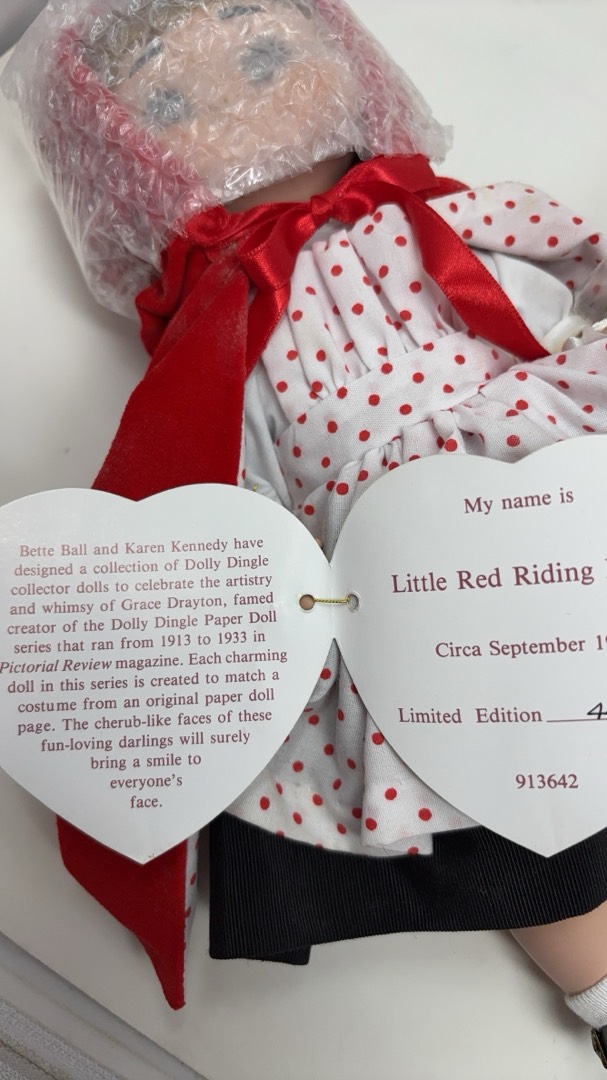 Bette Ball and Karen Kennedy have
designed a collection of Dolly Dingle
collector dolls to celebrate the artistry
and whimsy of Grace Drayton, famed
creator of the Dolly Dingle Paper Doll
series that ran from 1913 to 1933 in
Pictorial Review magazine. Each charming
doll in this series is created to match a
costume from an original paper doll
page. The cherub-like faces of these
fun-loving darlings will surely
bring a smile to
everyone's
face.
My name is
Little Red Riding
Circa September
Limited Edition
913642